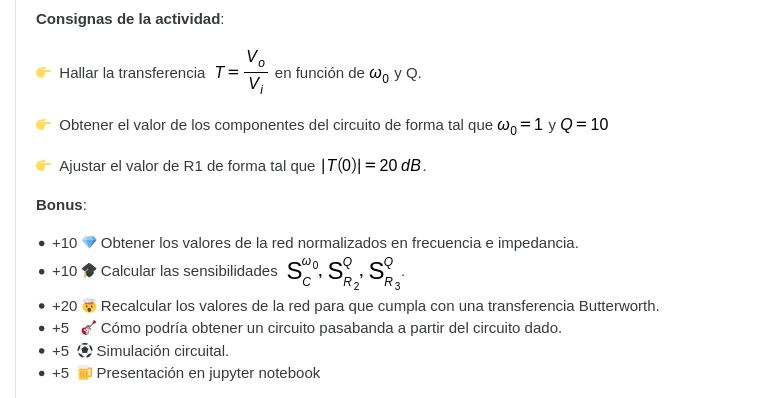 Consignas de la actividad:
👉 Hallar la transferencia T = V_o / V_i en función de ω_0 y Q.
👉 Obtener el valor de los componentes del circuito de forma tal que ω_0 = 1 y Q = 10
👉 Ajustar el valor de R1 de forma tal que |T(0)| = 20 dB.
Bonus:
• +10 💎 Obtener los valores de la red normalizados en frecuencia e impedancia.
• +10 🎓 Calcular las sensibilidades S_C^{ω_0}, S_{R_2}^Q, S_{R_3}^Q.
• +20 🤯 Recalcular los valores de la red para que cumpla con una transferencia Butterworth.
• +5 🎸 Cómo podría obtener un circuito pasabanda a partir del circuito dado.
• +5 ⚽ Simulación circuital.
• +5 🍺 Presentación en jupyter notebook